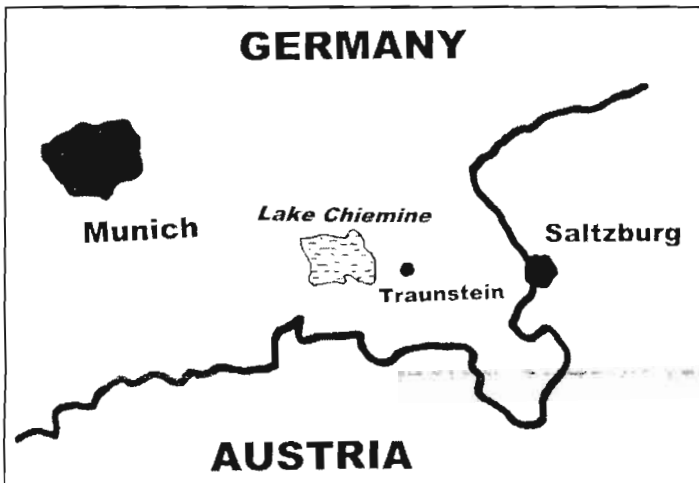 GERMANY
Munich
Lake Chiemine
Saltzburg
Traunstein
AUSTRIA